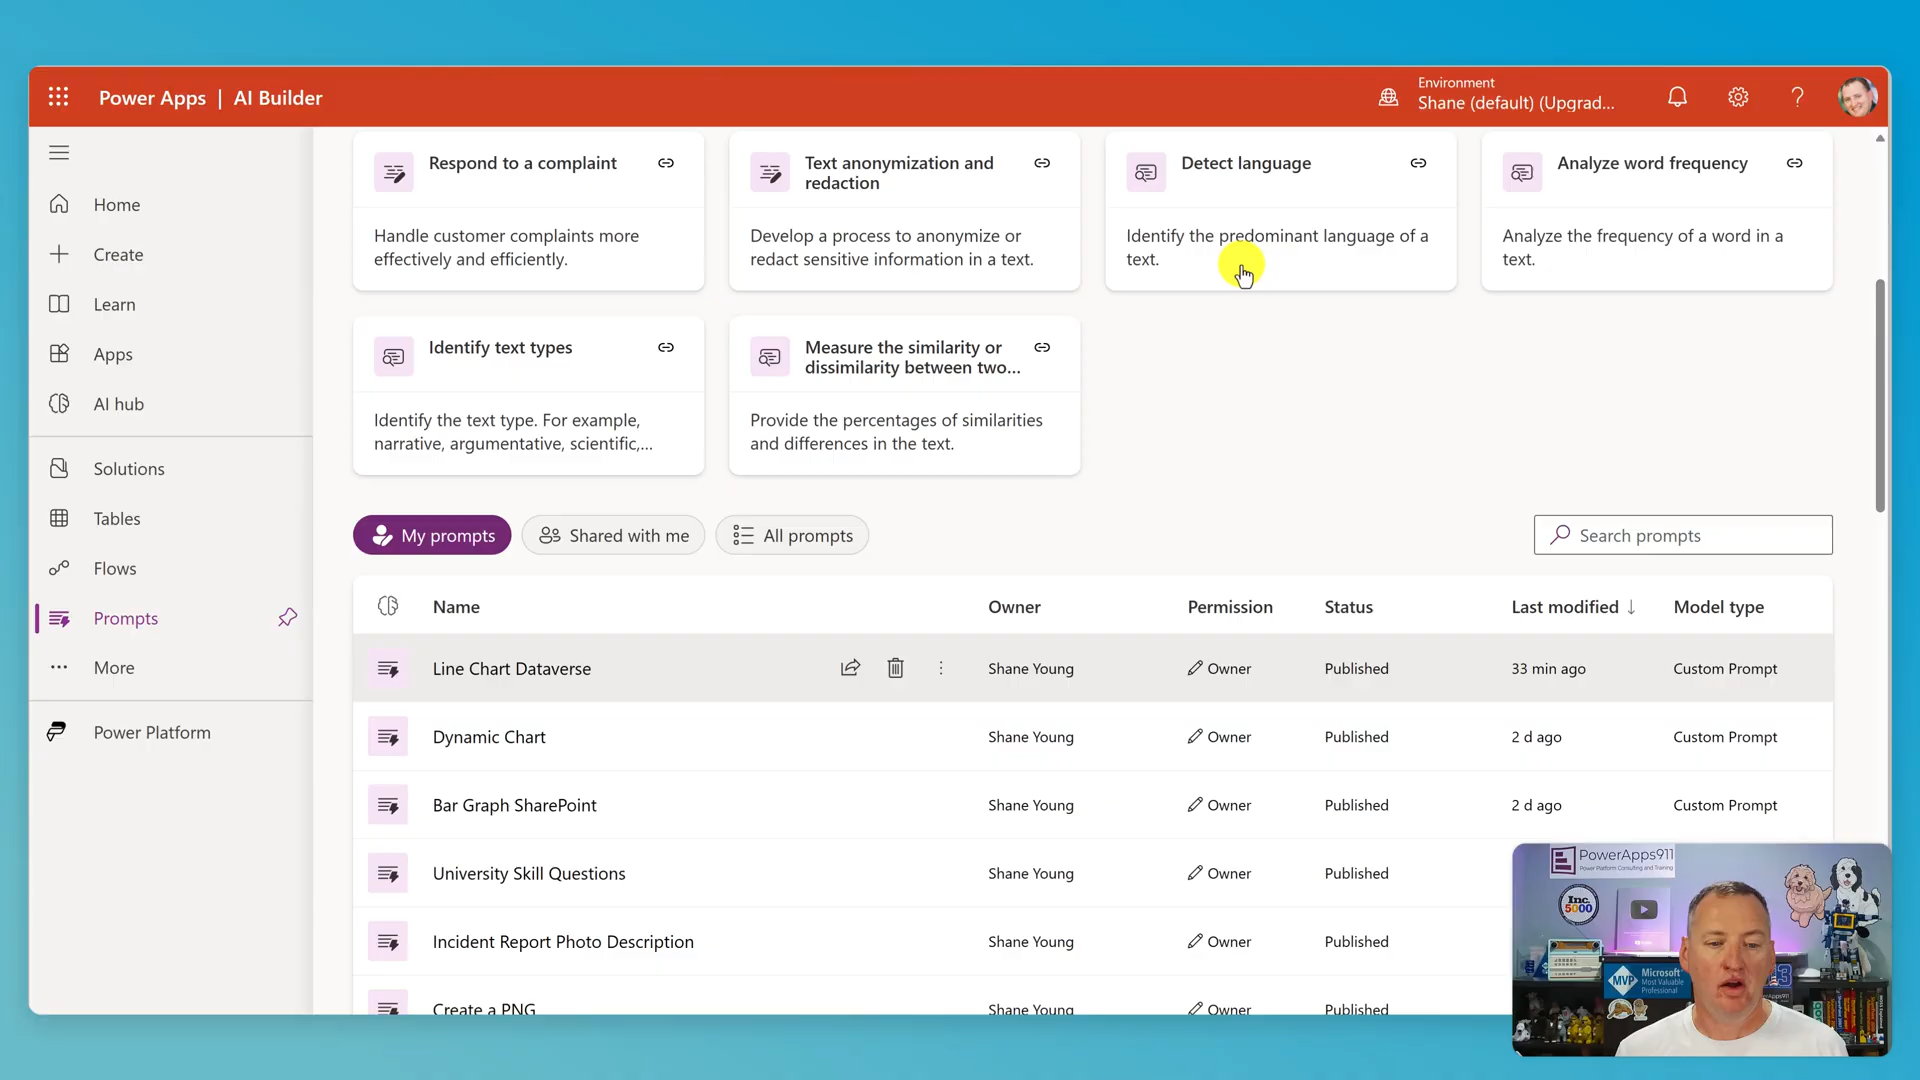 Power Apps | AI Builder
Environment
Shane (default) (Upgrad...
Home
Create
Learn
Apps
AI hub
Solutions
Tables
Flows
Prompts
More
Power Platform
Respond to a complaint
Handle customer complaints more
effectively and efficiently.
Text anonymization and
redaction
Develop a process to anonymize or
redact sensitive information in a text.
Detect language
Identify the predominant language of a
text.
Analyze word frequency
Analyze the frequency of a word in a
text.
Identify text types
Identify the text type. For example,
narrative, argumentative, scientific,...
Measure the similarity or
dissimilarity between two...
Provide the percentages of similarities
and differences in the text.
My prompts
Shared with me
All prompts
Search prompts
Name Owner Permission Status Last modified Model type
Line Chart Dataverse Shane Young Owner Published 33 min ago Custom Prompt
Dynamic Chart Shane Young Owner Published 2 d ago Custom Prompt
Bar Graph SharePoint Shane Young Owner Published 2 d ago Custom Prompt
University Skill Questions Shane Young Owner Published
Incident Report Photo Description Shane Young Owner Published
Create a PNG Shane Young Owner Published
PowerApps911
Power Platform Consulting and Training
Inc.
5000
Microsoft
MVP
Most Valuable
Professional